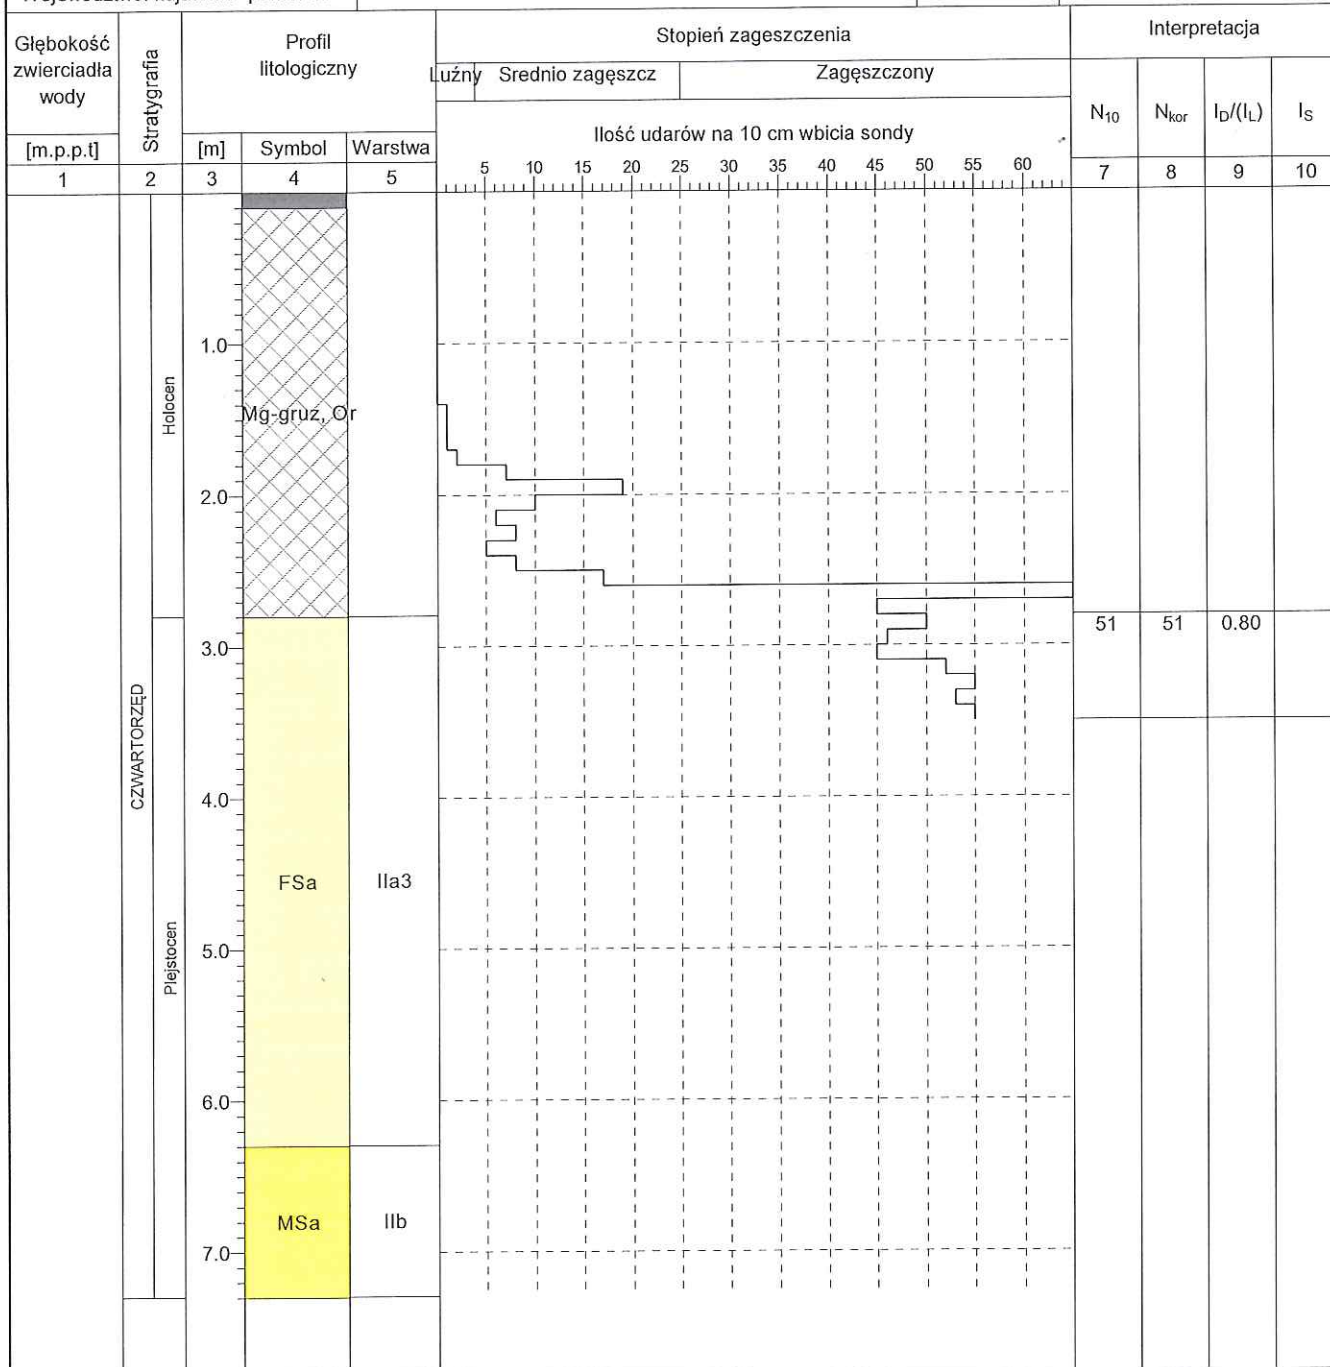 Głębokość zwierciadła wody
Stratygrafia
Profil litologiczny
Stopień zageszczenia
Interpretacja
Luźny
Srednio zagęszcz
Zagęszczony
Ilość udarów na 10 cm wbicia sondy
N10
Nkor
ID/(IL)
IS
[m.p.p.t]
[m]
Symbol
Warstwa
5 10 15 20 25 30 35 40 45 50 55 60
1 2 3 4 5 7 8 9 10
1.0
Holocen
Mg-gruz, Or
2.0
51 51 0.80
3.0
CZWARTORZĘD
4.0
FSa
IIa3
Plejstocen
5.0
6.0
MSa
IIb
7.0